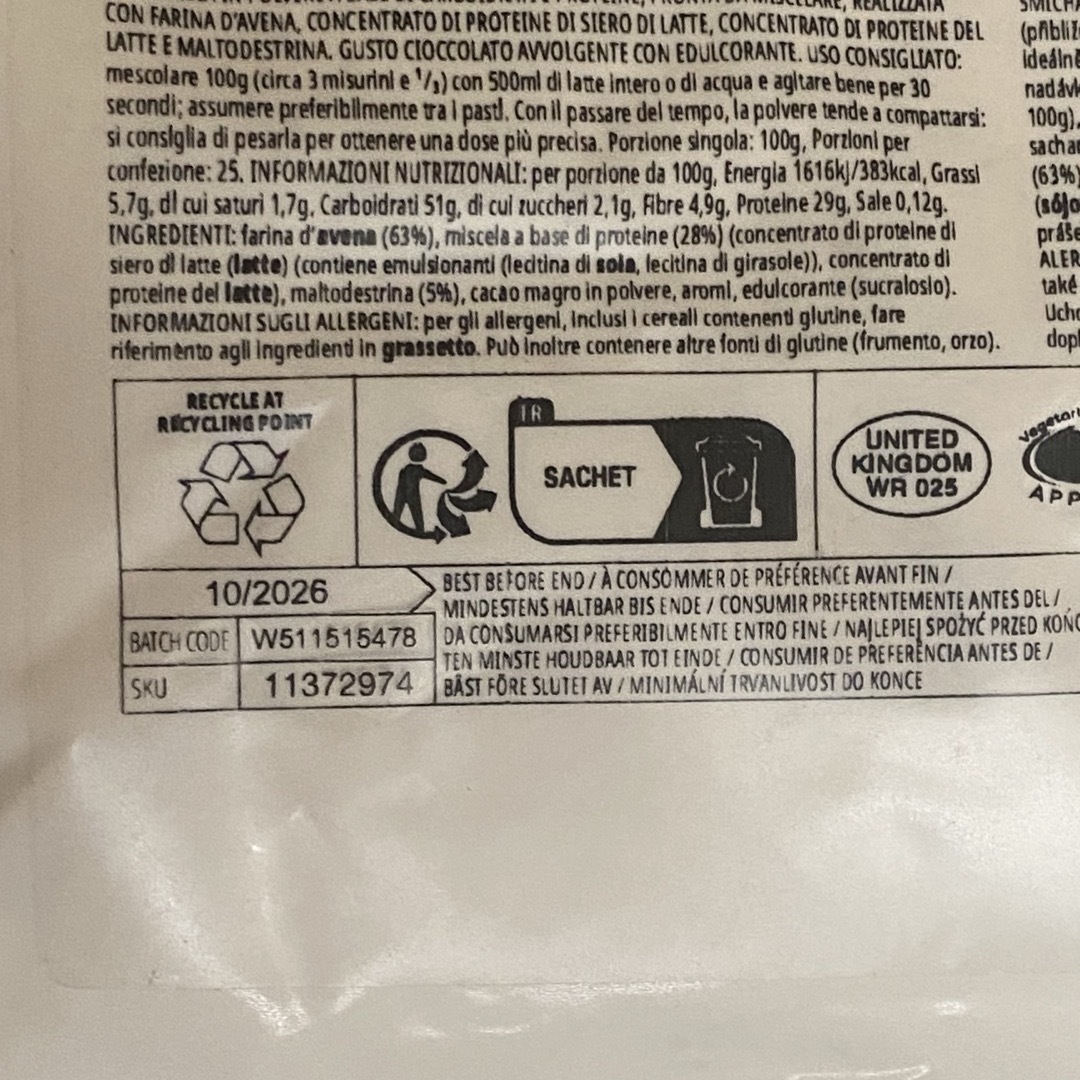 REALIZZATA
CON FARINA D'AVENA, CONCENTRATO DI PROTEINE DI SIERO DI LATTE, CONCENTRATO DI PROTEINE DEL
LATTE E MALTODESTRINA. GUSTO CIOCCOLATO AVVOLGENTE CON EDULCORANTE. USO CONSIGLIATO:
mescolare 100g (circa 3 misurini e ¹/₃) con 500ml di latte intero o di acqua e agitare bene per 30
secondi; assumere preferibilmente tra i pasti. Con il passare del tempo, la polvere tende a compattarsi:
si consiglia di pesarla per ottenere una dose più precisa. Porzione singola: 100g, Porzioni per
confezione: 25. INFORMAZIONI NUTRIZIONALI: per porzione da 100g, Energia 1616kj/383kcal, Grassi
5,7g, di cui saturi 1,7g, Carboidrati 51g, di cui zuccheri 2,1g, Fibre 4,9g, Proteine 29g, Sale 0,12g.
INGREDIENTI: farina d'avena (63%), miscela a base di proteine (28%) (concentrato di proteine di
siero di latte (latte) (contiene emulsionanti (lecitina di soia, lecitina di girasole)), concentrato di
proteine del latte), maltodestrina (5%), cacao magro in polvere, aromi, edulcorante (sucralosio).
INFORMAZIONI SUGLI ALLERGENI: per gli allergeni, inclusi i cereali contenenti glutine, fare
riferimento agli ingredienti in grassetto. Può inoltre contenere altre fonti di glutine (frumento, orzo).
100g),
(63%)
také
RECYCLE AT
RECYCLING POINT
SACHET
UNITED
KINGDOM
WR 025
10/2026
BATCH CODE W511515478
SKU 11372974
BEST BEFORE END / À CONSOMMER DE PRÉFÉRENCE AVANT FIN /
MINDESTENS HALTBAR BIS ENDE / CONSUMIR PREFERENTEMENTE ANTES DEL /
DA CONSUMARSI PREFERIBILMENTE ENTRO FINE / NAJLEPIEJ SPOŻYĆ PRZED
TEN MINSTE HOUDBAAR TOT EINDE / CONSUMIR DE PREFERÊNCIA ANTES DE /
BÄST FÖRE SLUTET AV / MINIMÁLNÍ TRVANLIVOST DO KONCE